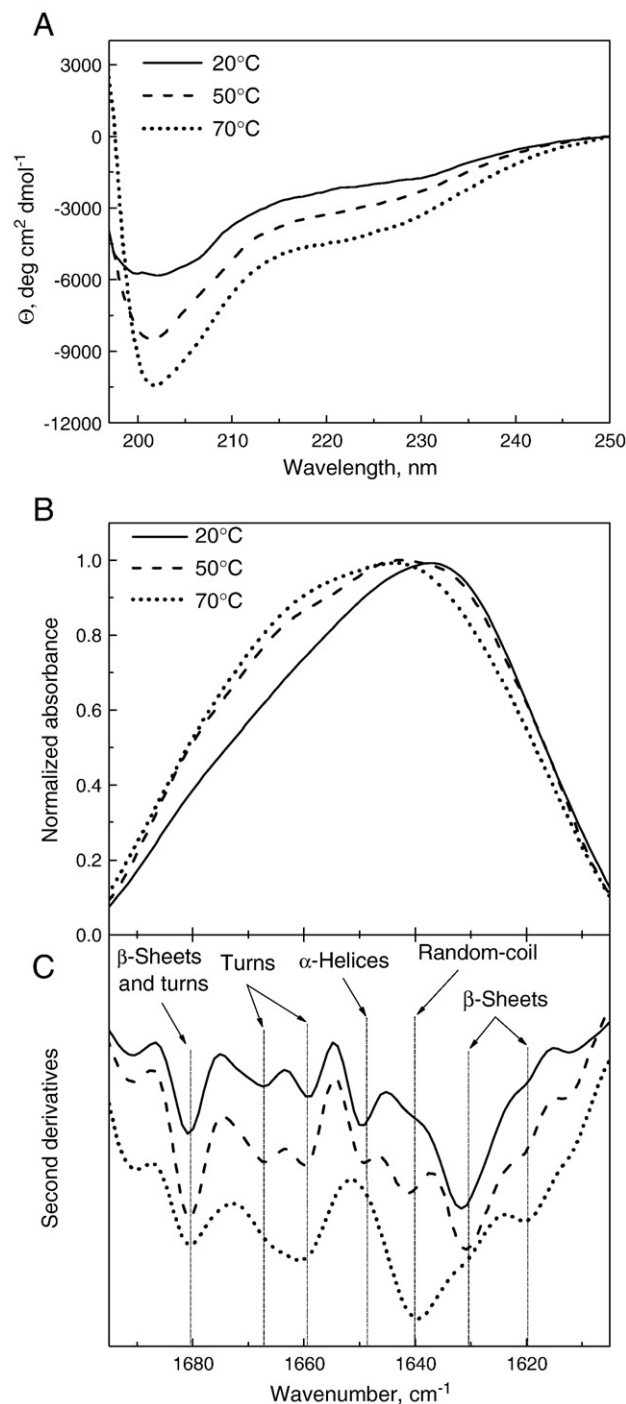 A
20°C
50°C
70°C
3000
0
-3000
-6000
-9000
-12000
Θ, deg cm² dmol⁻¹
200 210 220 230 240 250
Wavelength, nm
B
20°C
50°C
70°C
1.0
0.8
0.6
0.4
0.2
0.0
Normalized absorbance
C
β-Sheets
and turns
Turns
α-Helices
Random-coil
β-Sheets
Second derivatives
1680 1660 1640 1620
Wavenumber, cm⁻¹